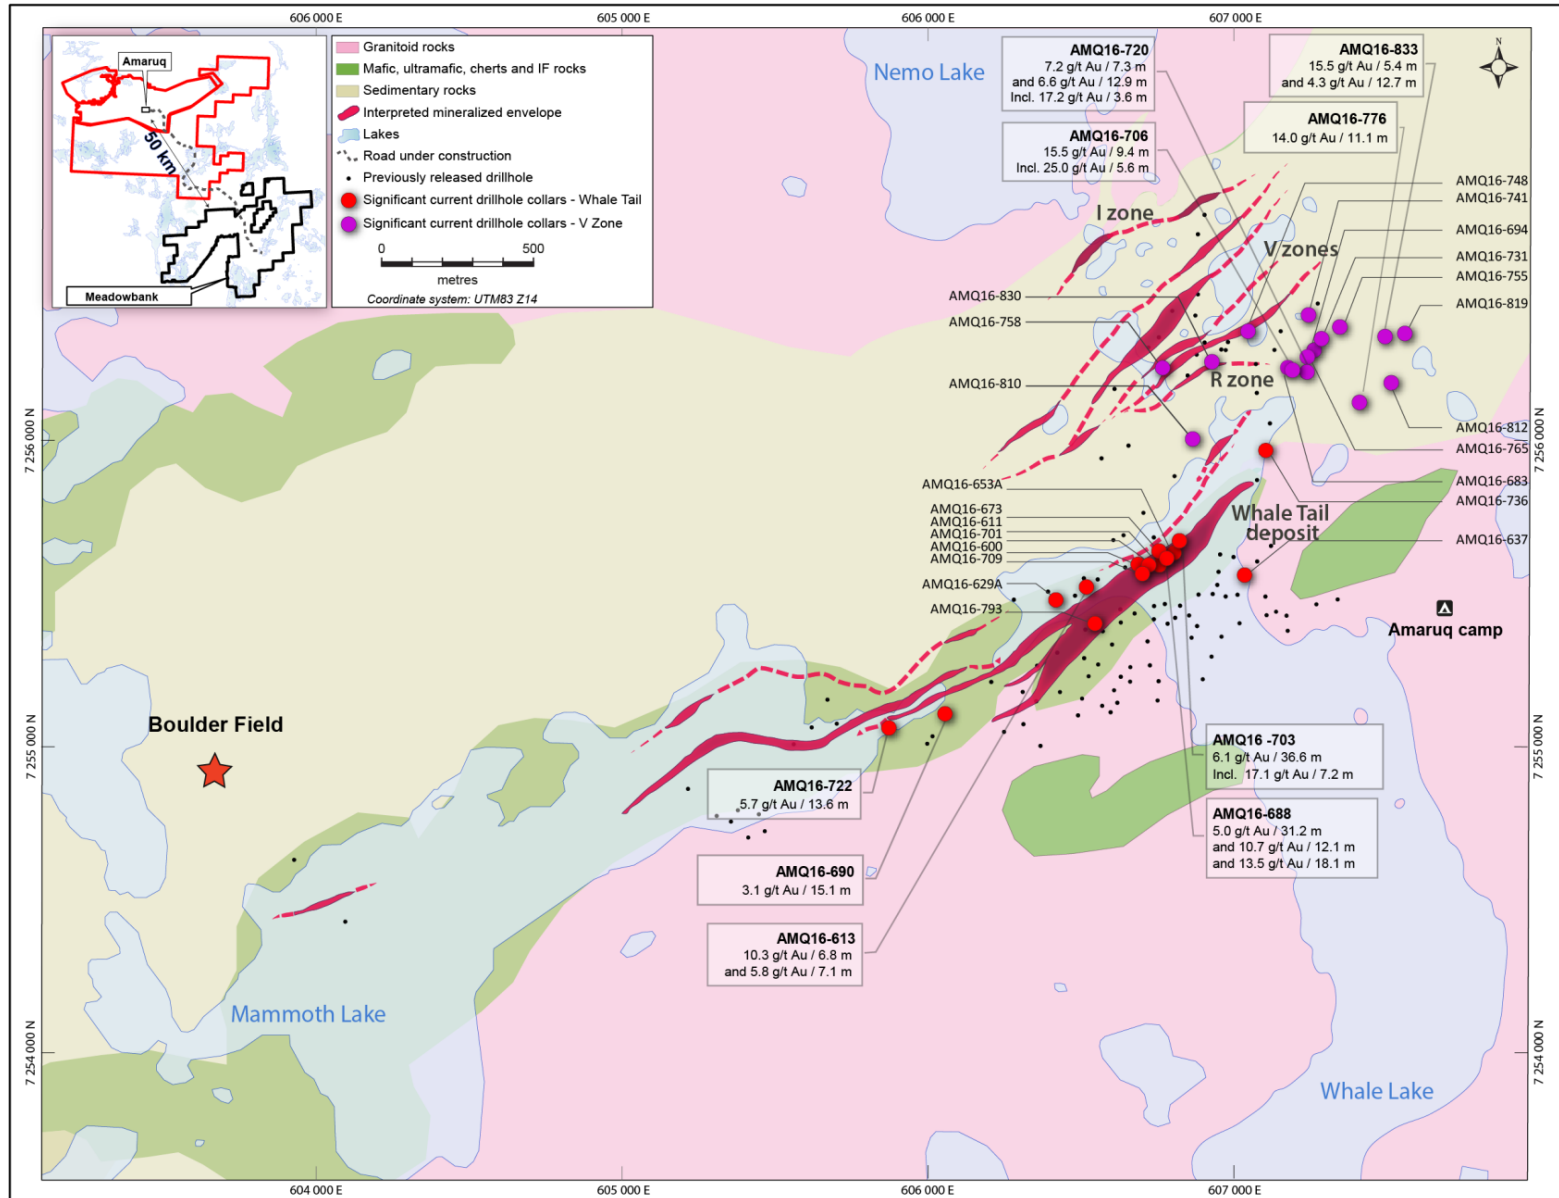 606 000 E
605 000 E
606 000 E
607 000 E
Amaruq
50 km
Meadowbank
Granitoid rocks
Mafic, ultramafic, cherts and IF rocks
Sedimentary rocks
Interpreted mineralized envelope
Lakes
Road under construction
Previously released drillhole
Significant current drillhole collars - Whale Tail
Significant current drillhole collars - V Zone
0 500
metres
Coordinate system: UTM83 Z14
Nemo Lake
AMQ16-720
7.2 g/t Au / 7.3 m
and 6.6 g/t Au / 12.9 m
Incl. 17.2 g/t Au / 3.6 m
AMQ16-706
15.5 g/t Au / 9.4 m
Incl. 25.0 g/t Au / 5.6 m
AMQ16-833
15.5 g/t Au / 5.4 m
and 4.3 g/t Au / 12.7 m
AMQ16-776
14.0 g/t Au / 11.1 m
N
AMQ16-748
AMQ16-741
AMQ16-694
AMQ16-731
AMQ16-755
AMQ16-819
I zone
V zones
AMQ16-830
AMQ16-758
AMQ16-810
R zone
AMQ16-812
AMQ16-765
AMQ16-683
AMQ16-736
AMQ16-637
7 256 000 N
7 256 000 N
AMQ16-653A
AMQ16-673
AMQ16-611
AMQ16-701
AMQ16-600
AMQ16-709
AMQ16-629A
AMQ16-793
Whale Tail
deposit
Amaruq camp
Boulder Field
7 255 000 N
7 255 000 N
AMQ16 -703
6.1 g/t Au / 36.6 m
Incl. 17.1 g/t Au / 7.2 m
AMQ16-722
5.7 g/t Au / 13.6 m
AMQ16-688
5.0 g/t Au / 31.2 m
and 10.7 g/t Au / 12.1 m
and 13.5 g/t Au / 18.1 m
AMQ16-690
3.1 g/t Au / 15.1 m
AMQ16-613
10.3 g/t Au / 6.8 m
and 5.8 g/t Au / 7.1 m
Mammoth Lake
Whale Lake
7 254 000 N
7 254 000 N
604 000 E
605 000 E
606 000 E
607 000 E